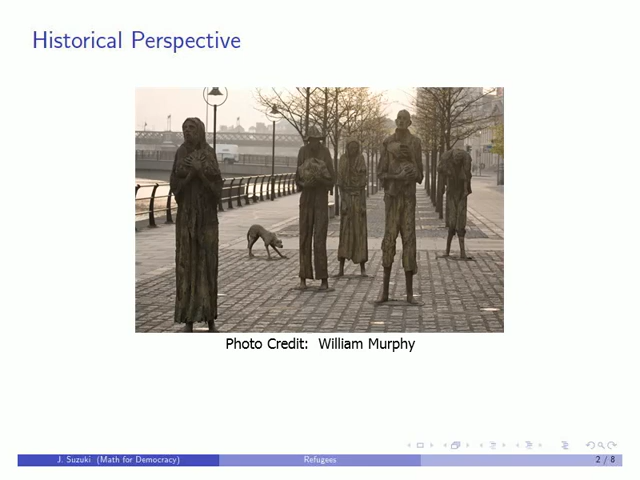 Historical Perspective
Photo Credit: William Murphy
J. Suzuki (Math for Democracy)
Refugees
2 / 8